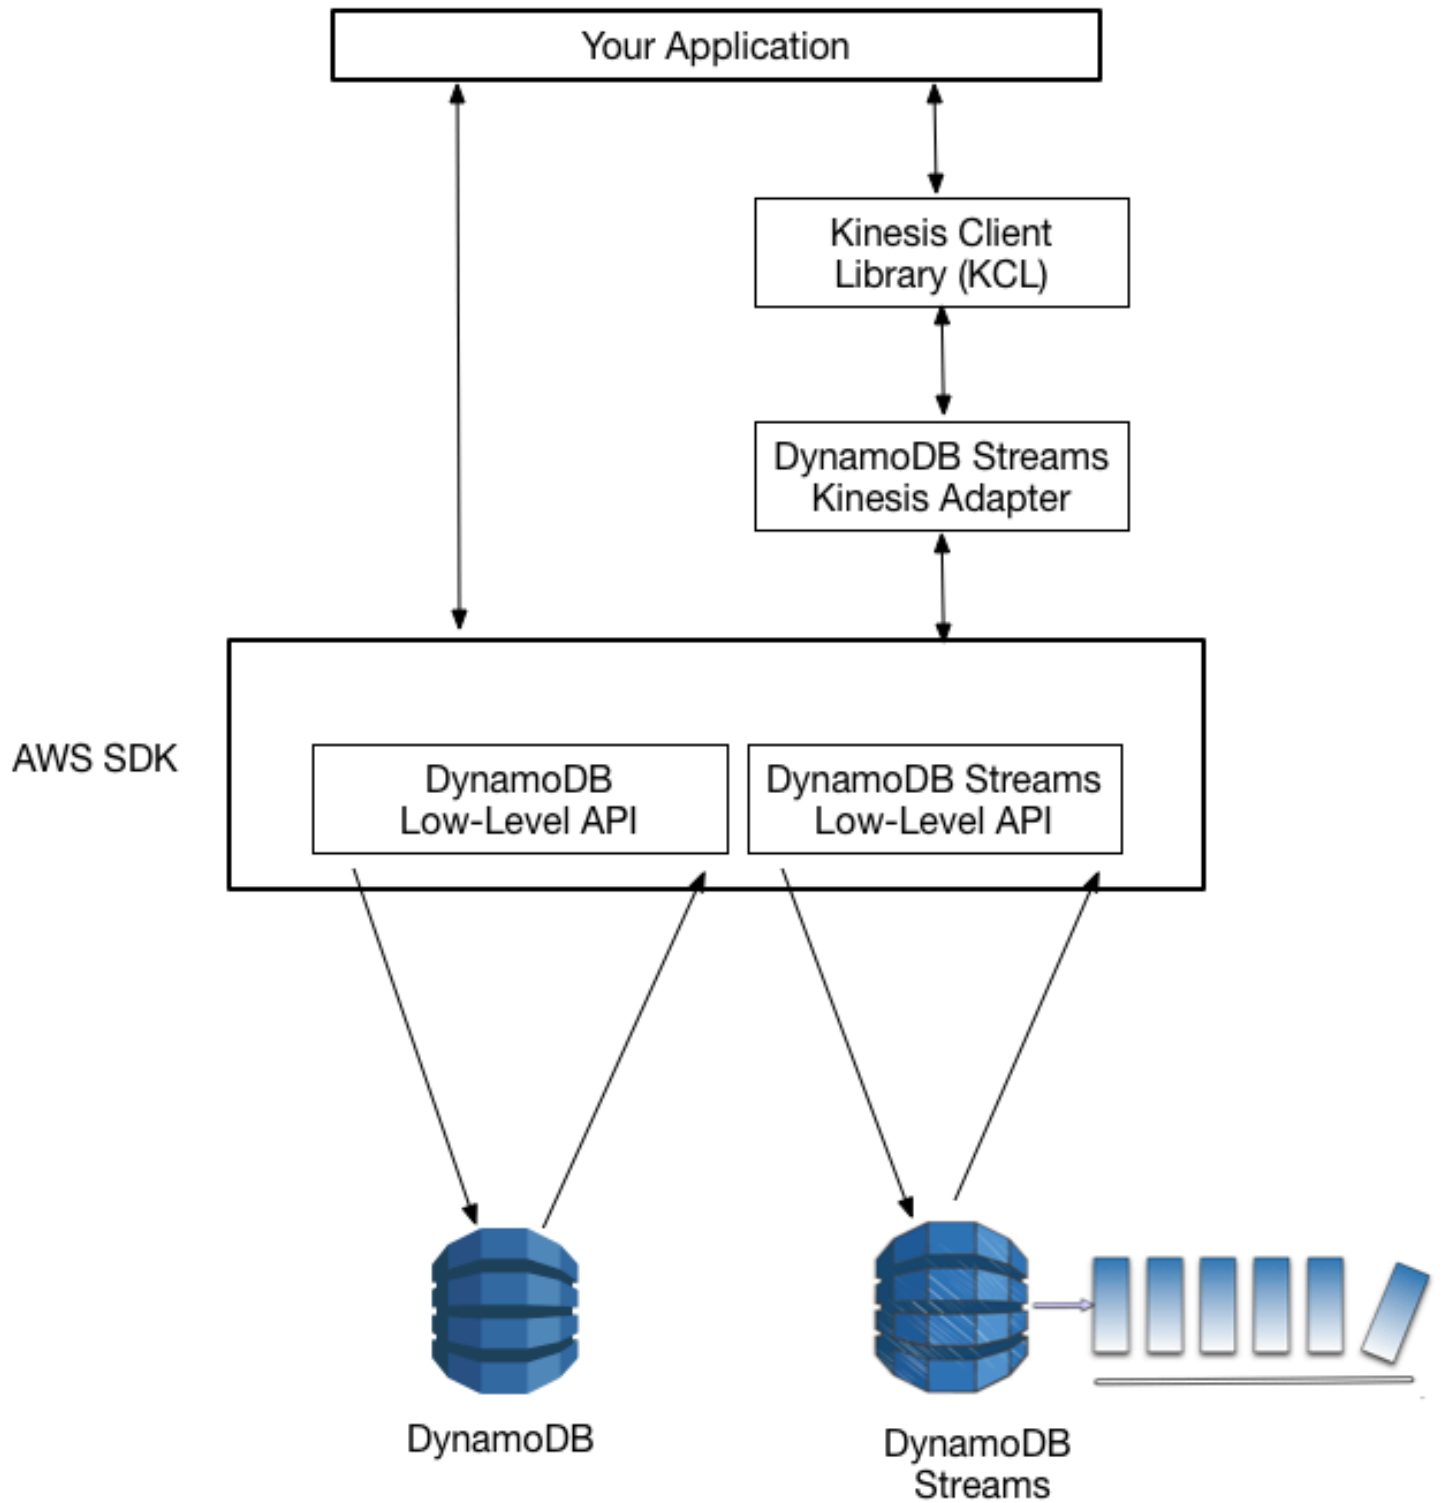 Your Application
Kinesis Client
Library (KCL)
DynamoDB Streams
Kinesis Adapter
AWS SDK
DynamoDB
Low-Level API
DynamoDB Streams
Low-Level API
DynamoDB
DynamoDB
Streams